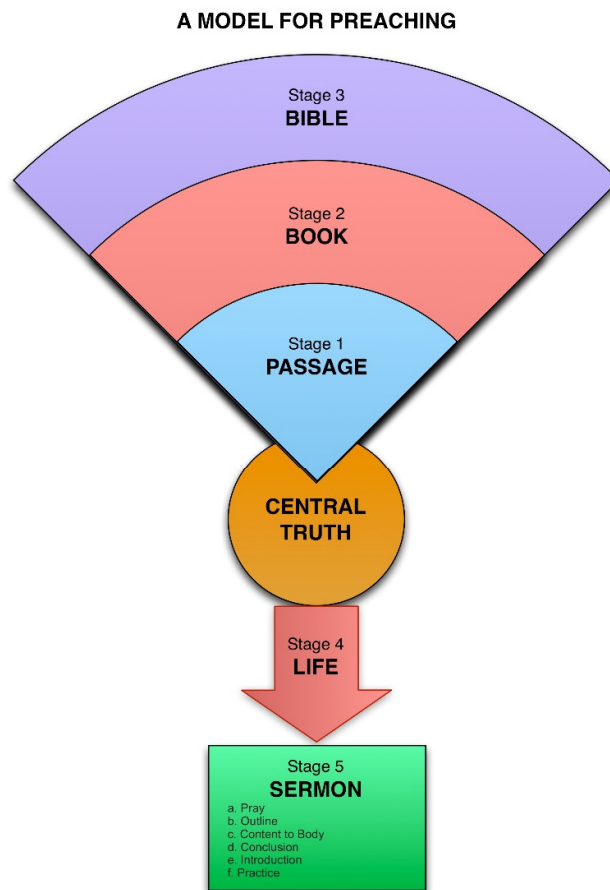 A MODEL FOR PREACHING
Stage 3
BIBLE
Stage 2
BOOK
Stage 1
PASSAGE
CENTRAL
TRUTH
Stage 4
LIFE
Stage 5
SERMON
a. Pray
b. Outline
c. Content to Body
d. Conclusion
e. Introduction
f. Practice